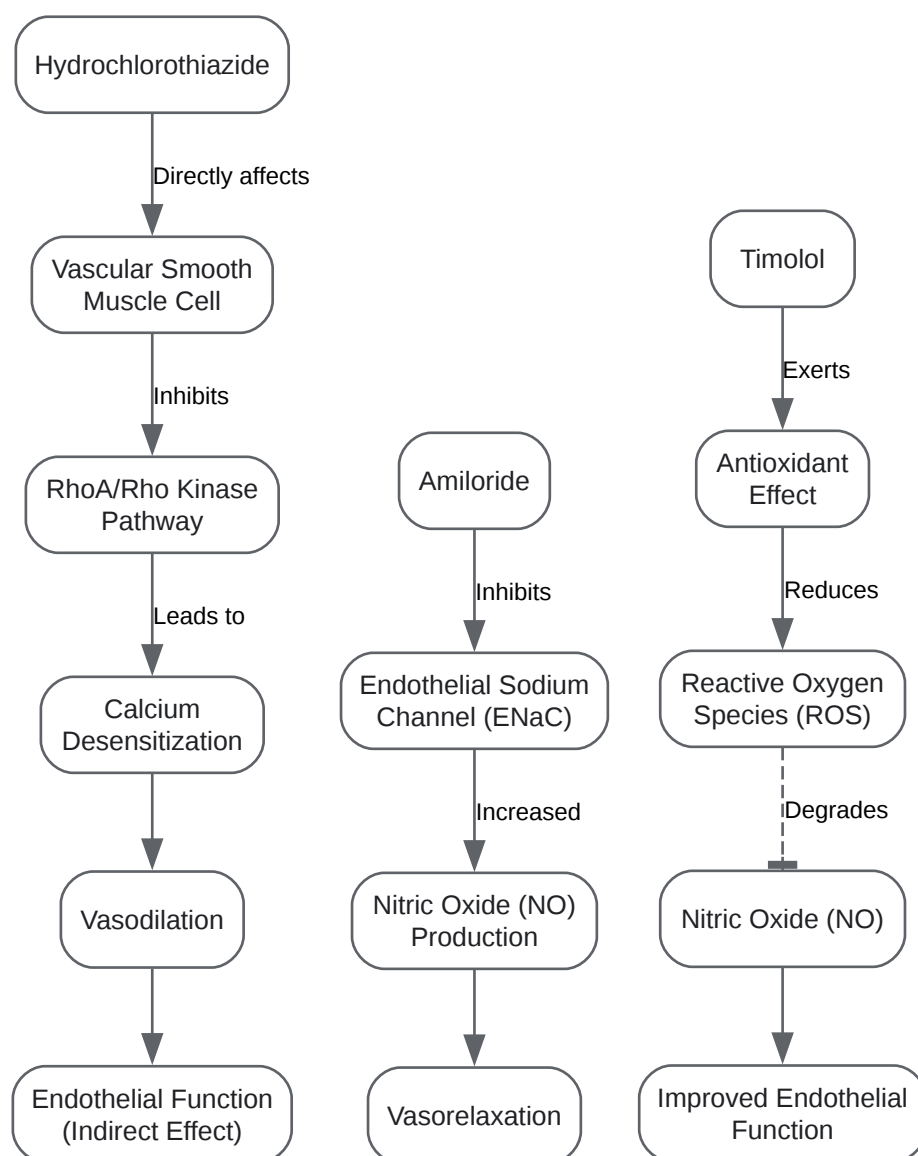 Hydrochlorothiazide
Directly affects
Vascular Smooth
Muscle Cell
Inhibits
RhoA/Rho Kinase
Pathway
Leads to
Calcium
Desensitization
Vasodilation
Endothelial Function
(Indirect Effect)
Amiloride
Inhibits
Endothelial Sodium
Channel (ENaC)
Increased
Nitric Oxide (NO)
Production
Vasorelaxation
Timolol
Exerts
Antioxidant
Effect
Reduces
Reactive Oxygen
Species (ROS)
Degrades
Nitric Oxide (NO)
Improved Endothelial
Function